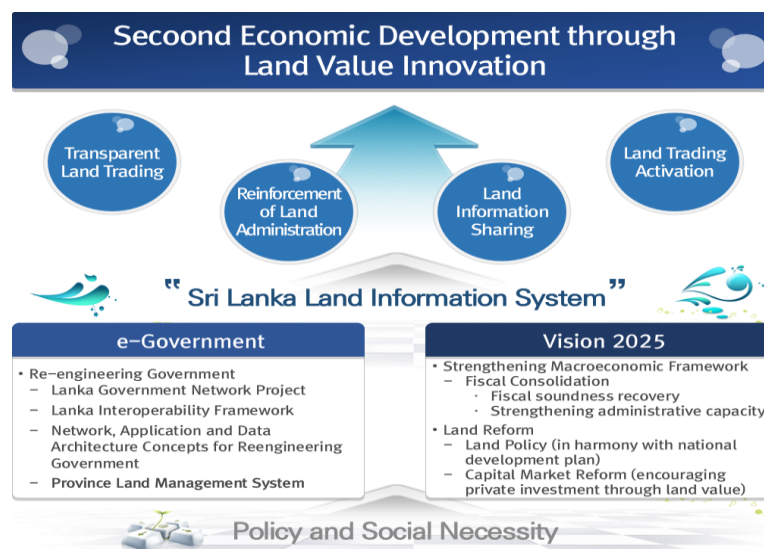 Secoond Economic Development through
Land Value Innovation
Transparent
Land Trading
Reinforcement
of Land
Administration
Land
Information
Sharing
Land Trading
Activation
" Sri Lanka Land Information System "
e-Government
• Re-engineering Government
– Lanka Government Network Project
– Lanka Interoperability Framework
– Network, Application and Data
Architecture Concepts for Reengineering
Government
– Province Land Management System
Vision 2025
• Strengthening Macroeconomic Framework
– Fiscal Consolidation
· Fiscal soundness recovery
· Strengthening administrative capacity
• Land Reform
– Land Policy (in harmony with national
development plan)
– Capital Market Reform (encouraging
private investment through land value)
Policy and Social Necessity